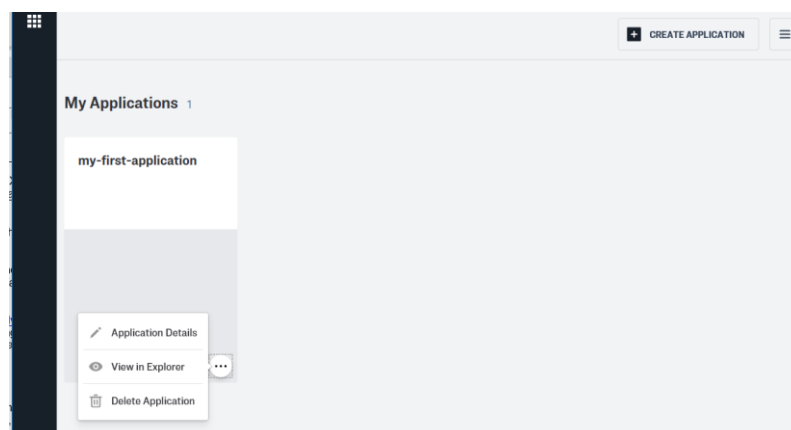 CREATE APPLICATION
My Applications 1
my-first-application
Application Details
View in Explorer
Delete Application